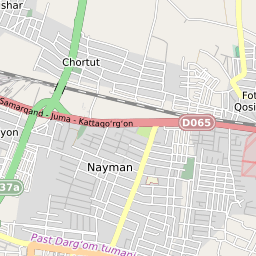 shar
Chortut
Fot
Qosi
Samarqand - Juma - Kattaqo'rg'on
D065
yon
Nayman
37a
Past Darg'om tumani